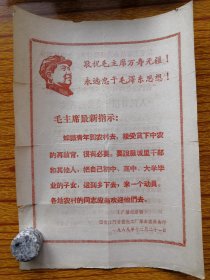 敬祝毛主席万寿无疆！
永远忠于毛泽东思想！
毛主席最新指示：
知识青年到农村去，接受贫下中农
的再教育，很有必要。要说服城里干部
和其他人，把自己初中、高中、大学毕
业的子女，送到乡下去，来一个动员。
各地农村的同志应当欢迎他们去。